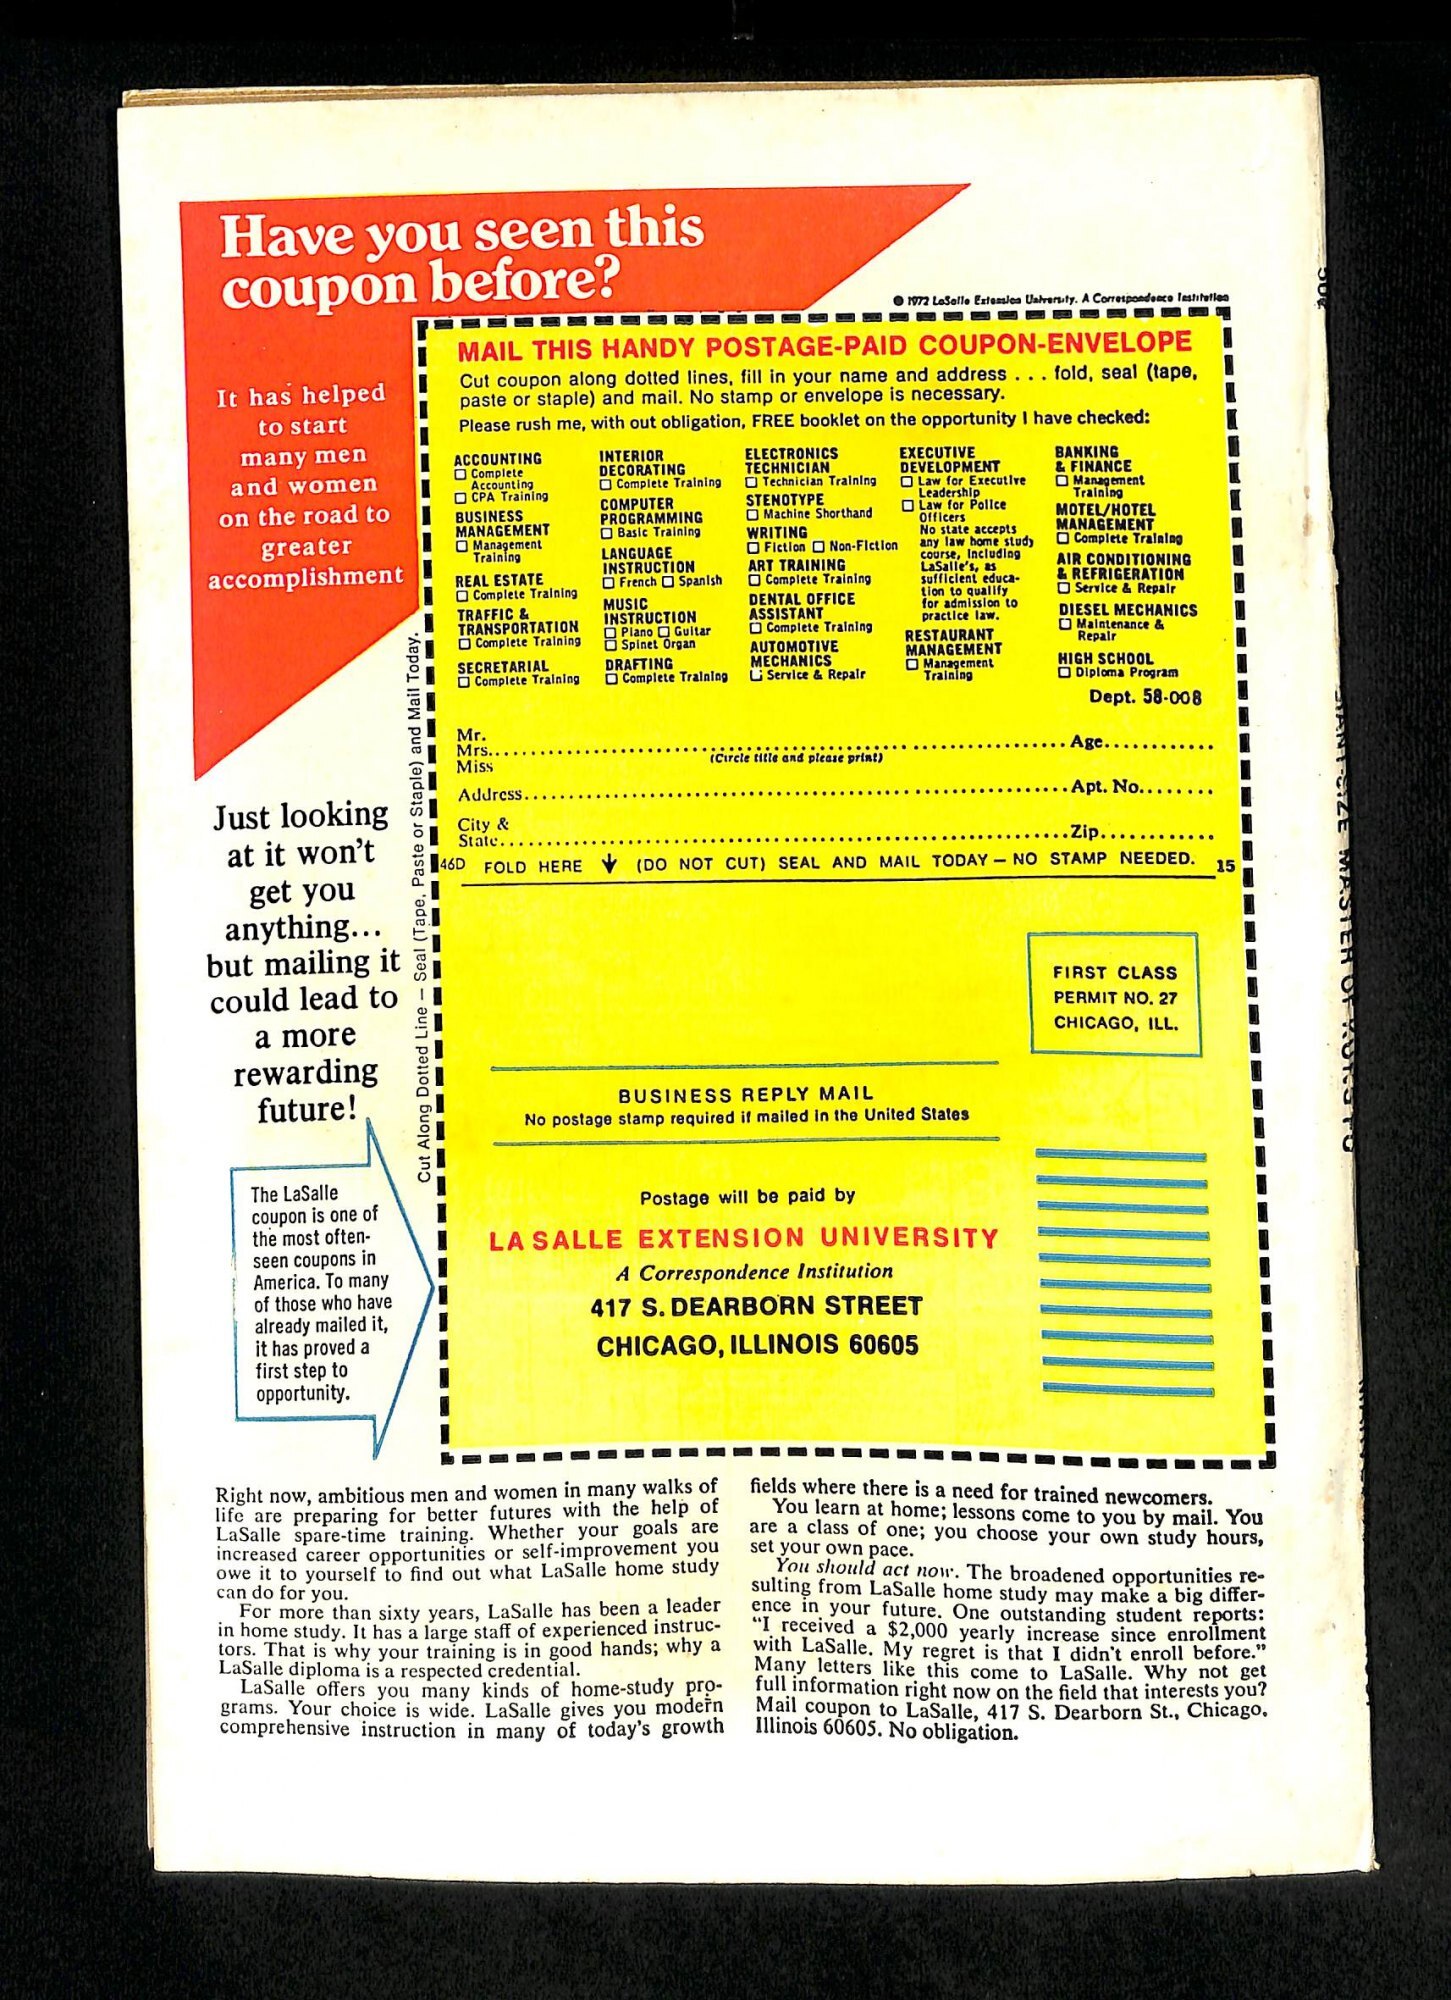 Have you seen this
coupon before?
© 1972 LaSalle Extension University. A Correspondence Institution
It has helped
to start
many men
and women
on the road to
greater
accomplishment
MAIL THIS HANDY POSTAGE-PAID COUPON-ENVELOPE
Cut coupon along dotted lines, fill in your name and address . . . fold, seal (tape,
paste or staple) and mail. No stamp or envelope is necessary.
Please rush me, with out obligation, FREE booklet on the opportunity I have checked:
ACCOUNTING
☐ Complete
Accounting
☐ CPA Training
BUSINESS
MANAGEMENT
☐ Management
Training
REAL ESTATE
☐ Complete Training
TRAFFIC &
TRANSPORTATION
☐ Complete Training
SECRETARIAL
☐ Complete Training
INTERIOR
DECORATING
☐ Complete Training
COMPUTER
PROGRAMMING
☐ Basic Training
LANGUAGE
INSTRUCTION
☐ French ☐ Spanish
MUSIC
INSTRUCTION
☐ Piano ☐ Guitar
☐ Spinet Organ
DRAFTING
☐ Complete Training
ELECTRONICS
TECHNICIAN
☐ Technician Training
STENOTYPE
☐ Machine Shorthand
WRITING
☐ Fiction ☐ Non-Fiction
ART TRAINING
☐ Complete Training
DENTAL OFFICE
ASSISTANT
☐ Complete Training
AUTOMOTIVE
MECHANICS
☐ Service & Repair
EXECUTIVE
DEVELOPMENT
☐ Law for Executive
Leadership
☐ Law for Police
Officers
No state accepts
any law home study
course, including
LaSalle's, as
sufficient educa-
tion to qualify
for admission to
practice law.
RESTAURANT
MANAGEMENT
☐ Management
Training
BANKING
& FINANCE
☐ Management
Training
MOTEL/HOTEL
MANAGEMENT
☐ Complete Training
AIR CONDITIONING
& REFRIGERATION
☐ Service & Repair
DIESEL MECHANICS
☐ Maintenance &
Repair
HIGH SCHOOL
☐ Diploma Program
Dept. 58-008
Mr.
Mrs. Age
Miss
(Circle title and please print)
Address Apt. No.
City &
State Zip
46D FOLD HERE ↓ (DO NOT CUT) SEAL AND MAIL TODAY — NO STAMP NEEDED. 15
Cut Along Dotted Line — Seal (Tape, Paste or Staple) and Mail Today.
Just looking
at it won't
get you
anything...
but mailing it
could lead to
a more
rewarding
future!
FIRST CLASS
PERMIT NO. 27
CHICAGO, ILL.
BUSINESS REPLY MAIL
No postage stamp required if mailed in the United States
Postage will be paid by
LA SALLE EXTENSION UNIVERSITY
A Correspondence Institution
417 S. DEARBORN STREET
CHICAGO, ILLINOIS 60605
The LaSalle
coupon is one of
the most often-
seen coupons in
America. To many
of those who have
already mailed it,
it has proved a
first step to
opportunity.
Right now, ambitious men and women in many walks of
life are preparing for better futures with the help of
LaSalle spare-time training. Whether your goals are
increased career opportunities or self-improvement you
owe it to yourself to find out what LaSalle home study
can do for you.
For more than sixty years, LaSalle has been a leader
in home study. It has a large staff of experienced instruc-
tors. That is why your training is in good hands; why a
LaSalle diploma is a respected credential.
LaSalle offers you many kinds of home-study pro-
grams. Your choice is wide. LaSalle gives you modern
comprehensive instruction in many of today's growth
fields where there is a need for trained newcomers.
You learn at home; lessons come to you by mail. You
are a class of one; you choose your own study hours,
set your own pace.
You should act now. The broadened opportunities re-
sulting from LaSalle home study may make a big differ-
ence in your future. One outstanding student reports:
"I received a $2,000 yearly increase since enrollment
with LaSalle. My regret is that I didn't enroll before."
Many letters like this come to LaSalle. Why not get
full information right now on the field that interests you?
Mail coupon to LaSalle, 417 S. Dearborn St., Chicago,
Illinois 60605. No obligation.